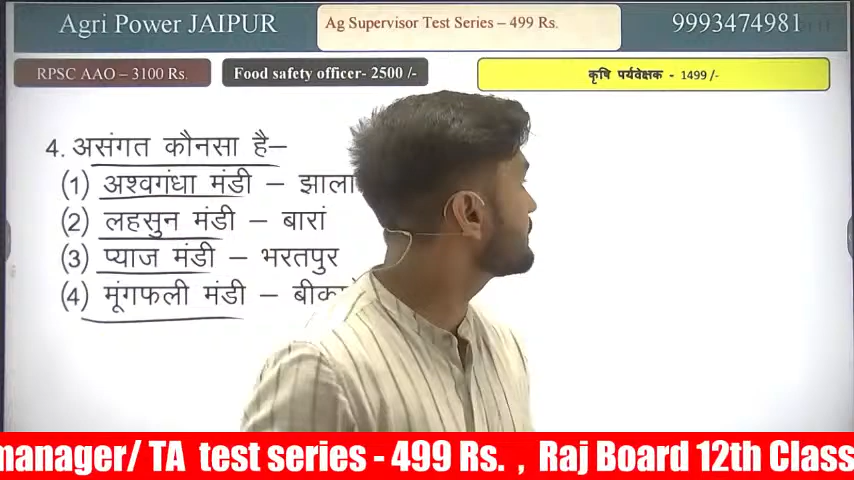 Agri Power JAIPUR
Ag Supervisor Test Series – 499 Rs.
9993474981
RPSC AAO – 3100 Rs.
Food safety officer- 2500 /-
कृषि पर्यवेक्षक - 1499 /-
4. असंगत कौनसा है–
(1) अश्वगंधा मंडी – झाला
(2) लहसुन मंडी – बारां
(3) प्याज मंडी – भरतपुर
(4) मूंगफली मंडी – बीका
manager/ TA test series - 499 Rs. , Raj Board 12th Class